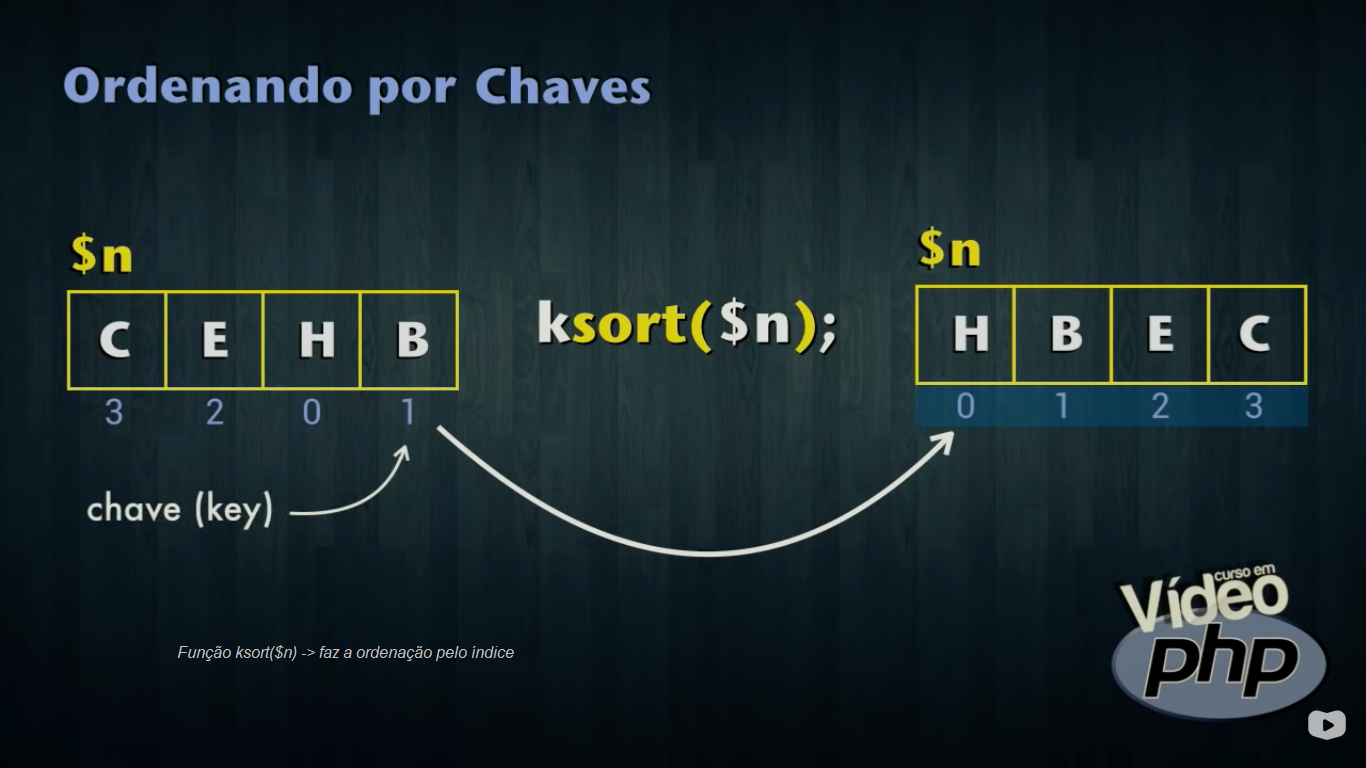 Ordenando por Chaves
$n
C E H B
3 2 0 1
chave (key)
ksort($n);
$n
H B E C
0 1 2 3
Função ksort($n) -> faz a ordenação pelo índice
curso em
Vídeo
php